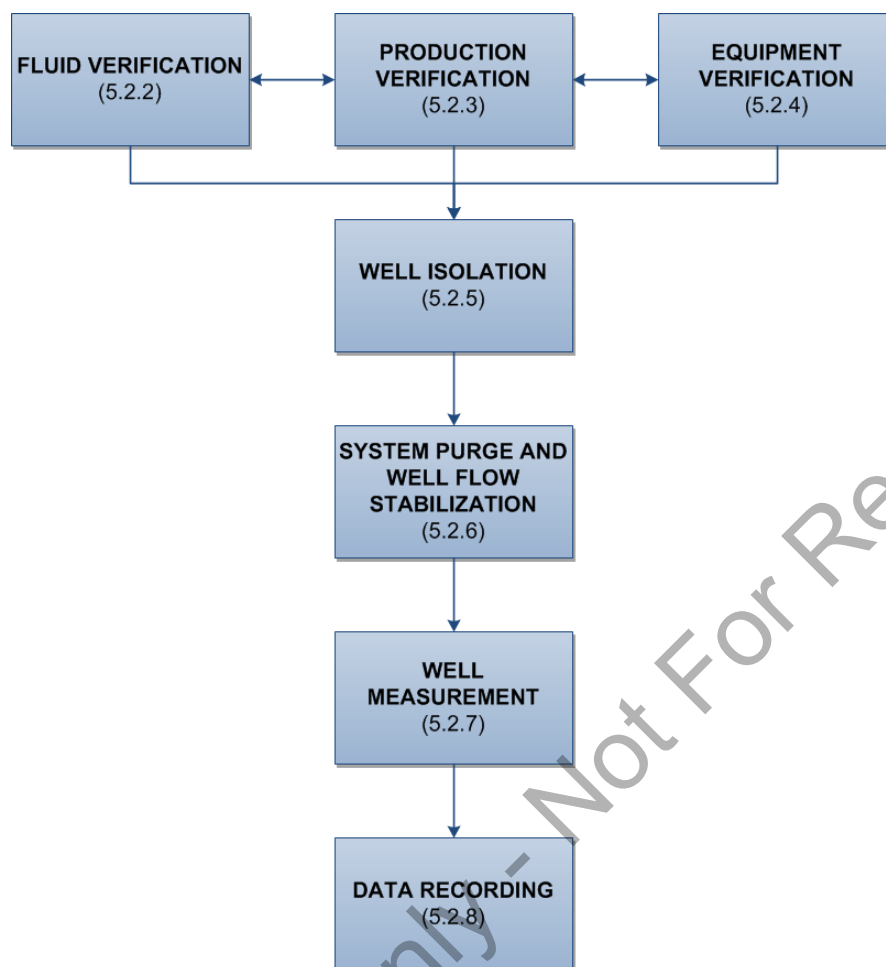 FLUID VERIFICATION
(5.2.2)
PRODUCTION
VERIFICATION
(5.2.3)
EQUIPMENT
VERIFICATION
(5.2.4)
WELL ISOLATION
(5.2.5)
SYSTEM PURGE AND
WELL FLOW
STABILIZATION
(5.2.6)
WELL
MEASUREMENT
(5.2.7)
DATA RECORDING
(5.2.8)
- Not For